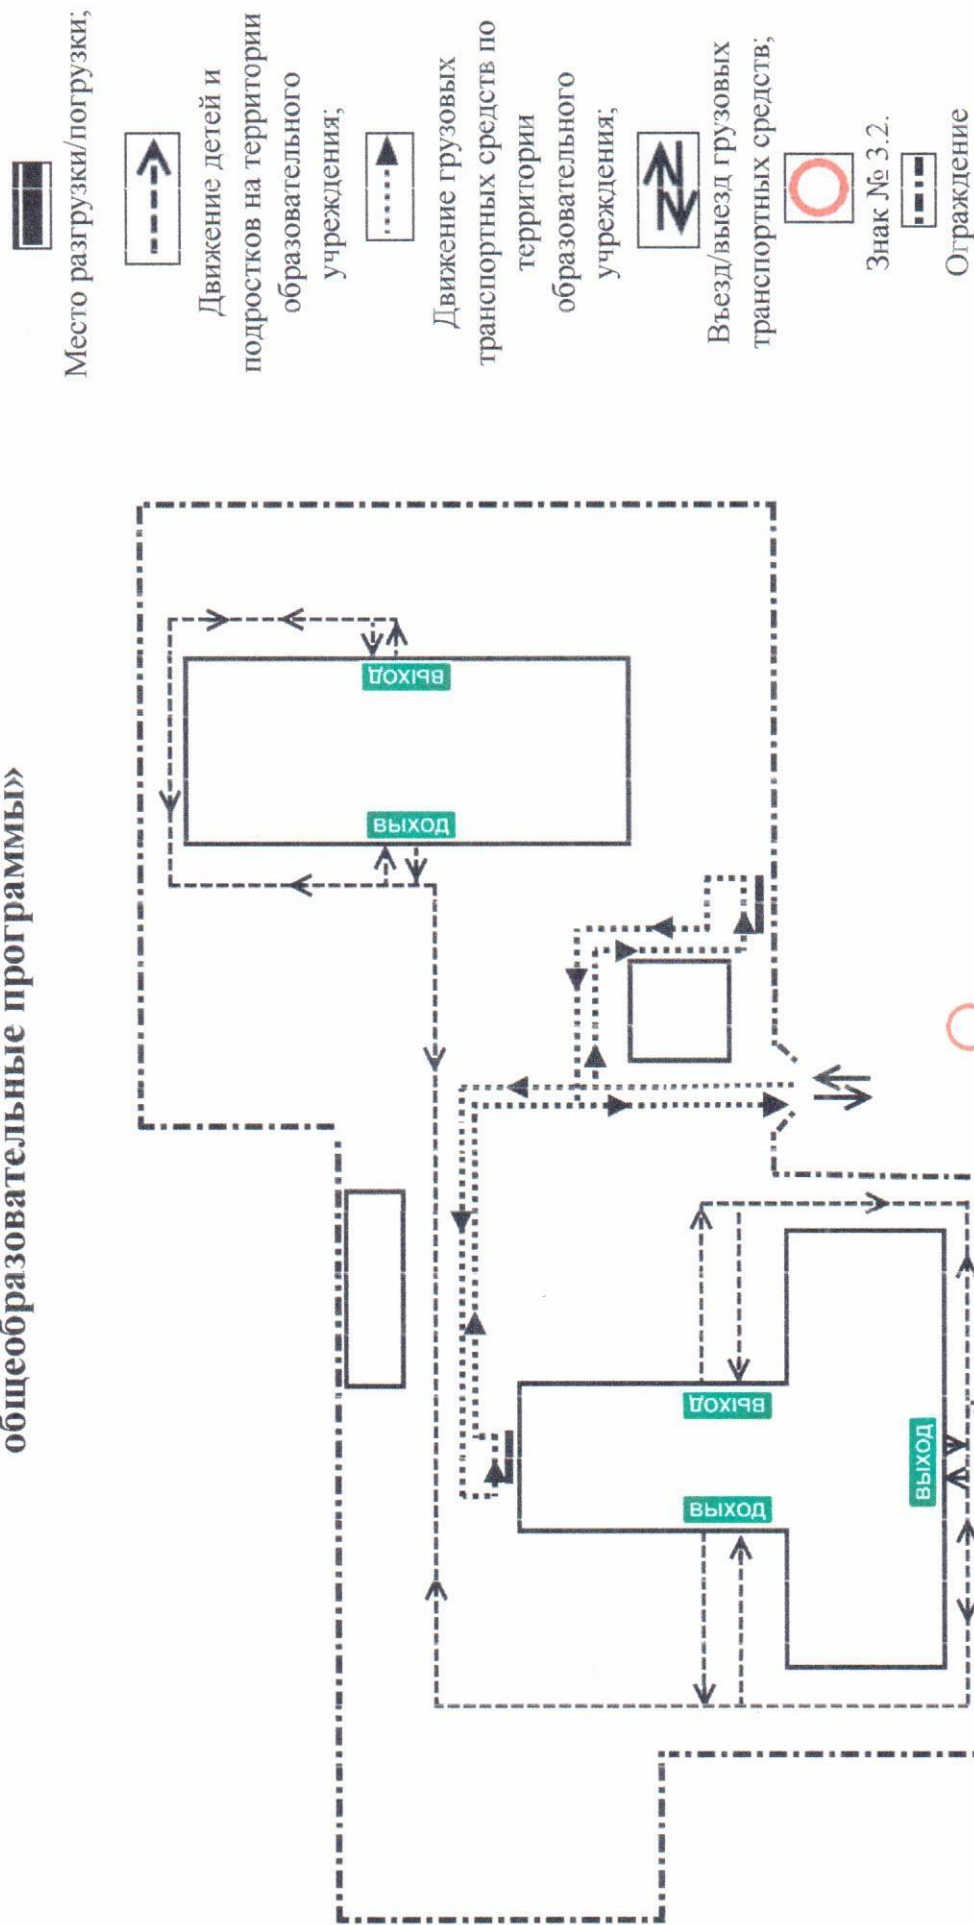 общеобразовательные программы»
Место разгрузки/погрузки;
Движение детей и
подростков на территории
образовательного
учреждения;
Движение грузовых
транспортных средств по
территории
образовательного
учреждения;
Въезд/выезд грузовых
транспортных средств;
Знак № 3.2.
Ограждение
ВЫХОД
ВЫХОД
ВЫХОД
ВЫХОД
ВЫХОД